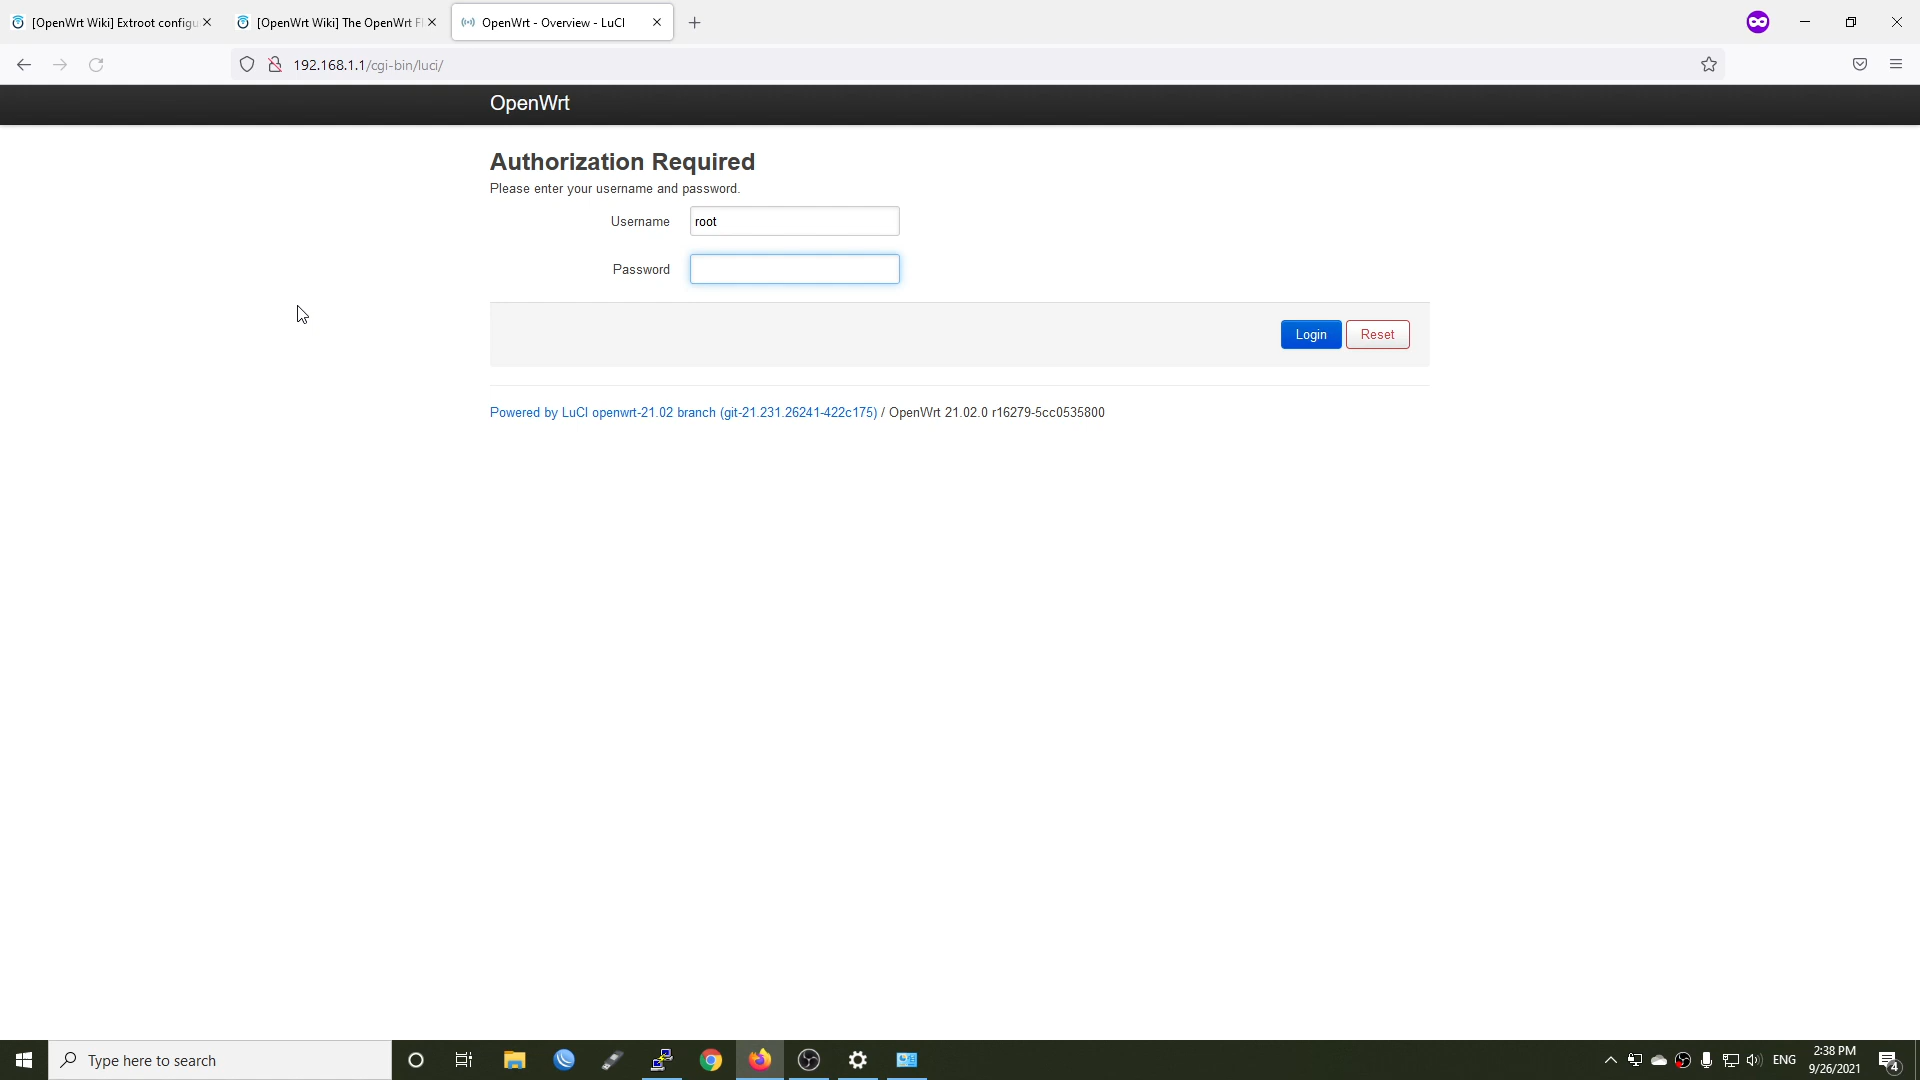 [OpenWrt Wiki] Extroot configu
[OpenWrt Wiki] The OpenWrt Fl
OpenWrt - Overview - LuCI
192.168.1.1/cgi-bin/luci/
OpenWrt
Authorization Required
Please enter your username and password.
Username
root
Password
Login
Reset
Powered by LuCI openwrt-21.02 branch (git-21.231.26241-422c175) / OpenWrt 21.02.0 r16279-5cc0535800
Type here to search
ENG
2:38 PM
9/26/2021
4